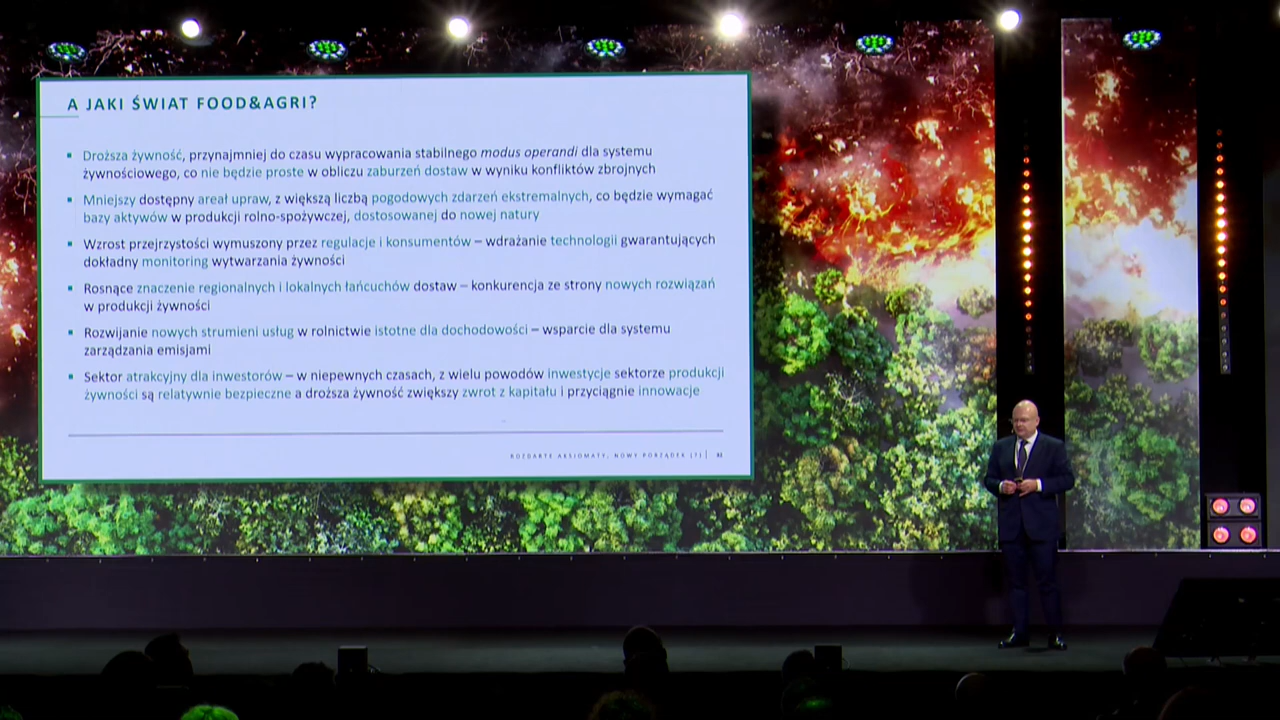 A JAKI ŚWIAT FOOD&AGRI?
Droższa żywność, przynajmniej do czasu wypracowania stabilnego modus operandi dla systemu
żywnościowego, co nie będzie proste w obliczu zaburzeń dostaw w wyniku konfliktów zbrojnych
Mniejszy dostępny areał upraw, z większą liczbą pogodowych zdarzeń ekstremalnych, co będzie wymagać
bazy aktywów w produkcji rolno-spożywczej, dostosowanej do nowej natury
Wzrost przejrzystości wymuszony przez regulacje i konsumentów – wdrażanie technologii gwarantujących
dokładny monitoring wytwarzania żywności
Rosnące znaczenie regionalnych i lokalnych łańcuchów dostaw – konkurencja ze strony nowych rozwiązań
w produkcji żywności
Rozwijanie nowych strumieni usług w rolnictwie istotne dla dochodowości – wsparcie dla systemu
zarządzania emisjami
Sektor atrakcyjny dla inwestorów – w niepewnych czasach, z wielu powodów inwestycje sektorze produkcji
żywności są relatywnie bezpieczne a droższa żywność zwiększy zwrot z kapitału i przyciągnie innowacje
ROZDARTE AKSJOMATY, NOWY PORZĄDEK [?] |